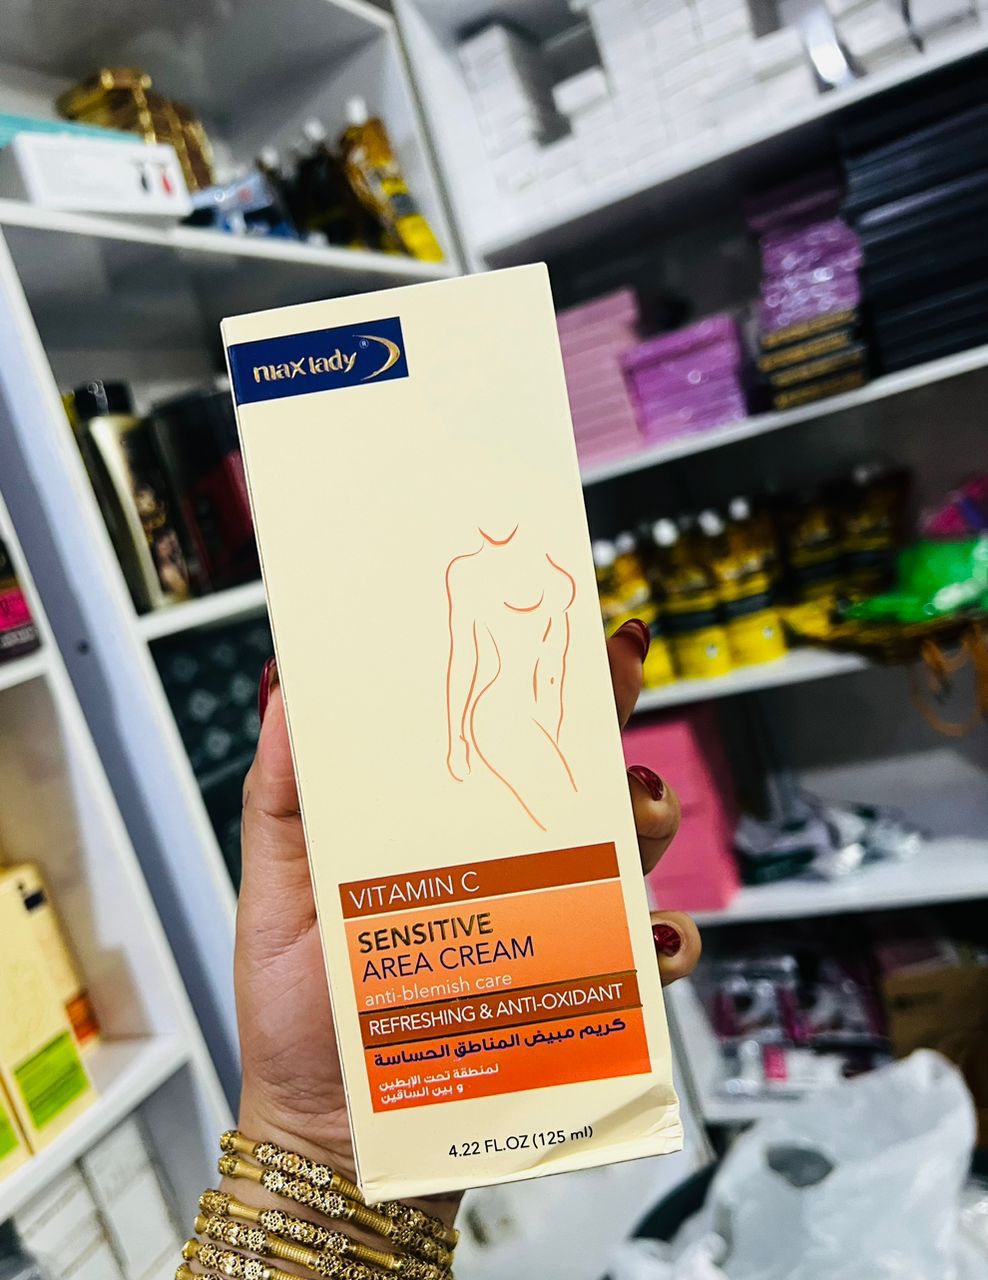 max lady®
VITAMIN C
SENSITIVE
AREA CREAM
anti-blemish care
REFRESHING & ANTI-OXIDANT
كريم مبيض المناطق الحساسة
لمنطقة تحت الإبطين
و بين الساقين
4.22 FL.OZ (125 ml)